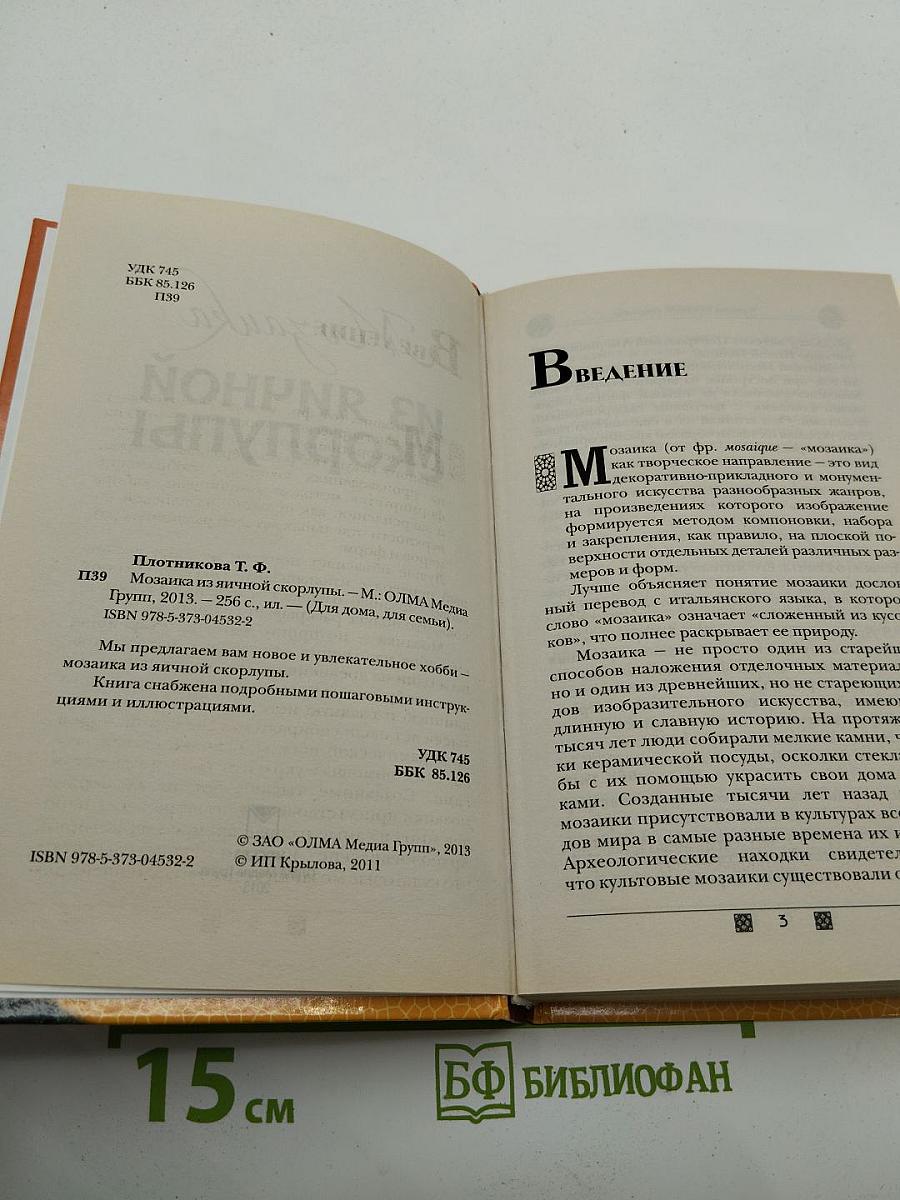 УДК 745
ББК 85.126
П39
Плотникова Т. Ф.
П39 Мозаика из яичной скорлупы. — М.: ОЛМА Медиа
Групп, 2013. — 256 с., ил. — (Для дома, для семьи).
ISBN 978-5-373-04532-2
Мы предлагаем вам новое и увлекательное хобби –
мозаика из яичной скорлупы.
Книга снабжена подробными пошаговыми инструк-
циями и иллюстрациями.
УДК 745
ББК 85.126
© ЗАО «ОЛМА Медиа Групп», 2013
ISBN 978-5-373-04532-2 © ИП Крылова, 2011
Введение
Мозаика (от фр. mosaique – «мозаика»)
как творческое направление – это вид
декоративно-прикладного и монумен-
тального искусства разнообразных жанров,
на произведениях которого изображение
формируется методом компоновки, набора
и закрепления, как правило, на плоской по-
верхности отдельных деталей различных раз-
меров и форм.
Лучше объясняет понятие мозаики дослов
ный перевод с итальянского языка, в которо
слово «мозаика» означает «сложенный из кусо
ков», что полнее раскрывает ее природу.
Мозаика – не просто один из старейш
способов наложения отделочных материал
но и один из древнейших, но не стареющих
дов изобразительного искусства, имею
длинную и славную историю. На протяж
тысяч лет люди собирали мелкие камни, ч
ки керамической посуды, осколки стекла
бы с их помощью украсить свои дома
ками. Созданные тысячи лет назад
мозаики присутствовали в культурах все
дов мира в самые разные времена их и
Археологические находки свидетел
что культовые мозаики существовали
3
15 см
БФ БИБЛИОФАН